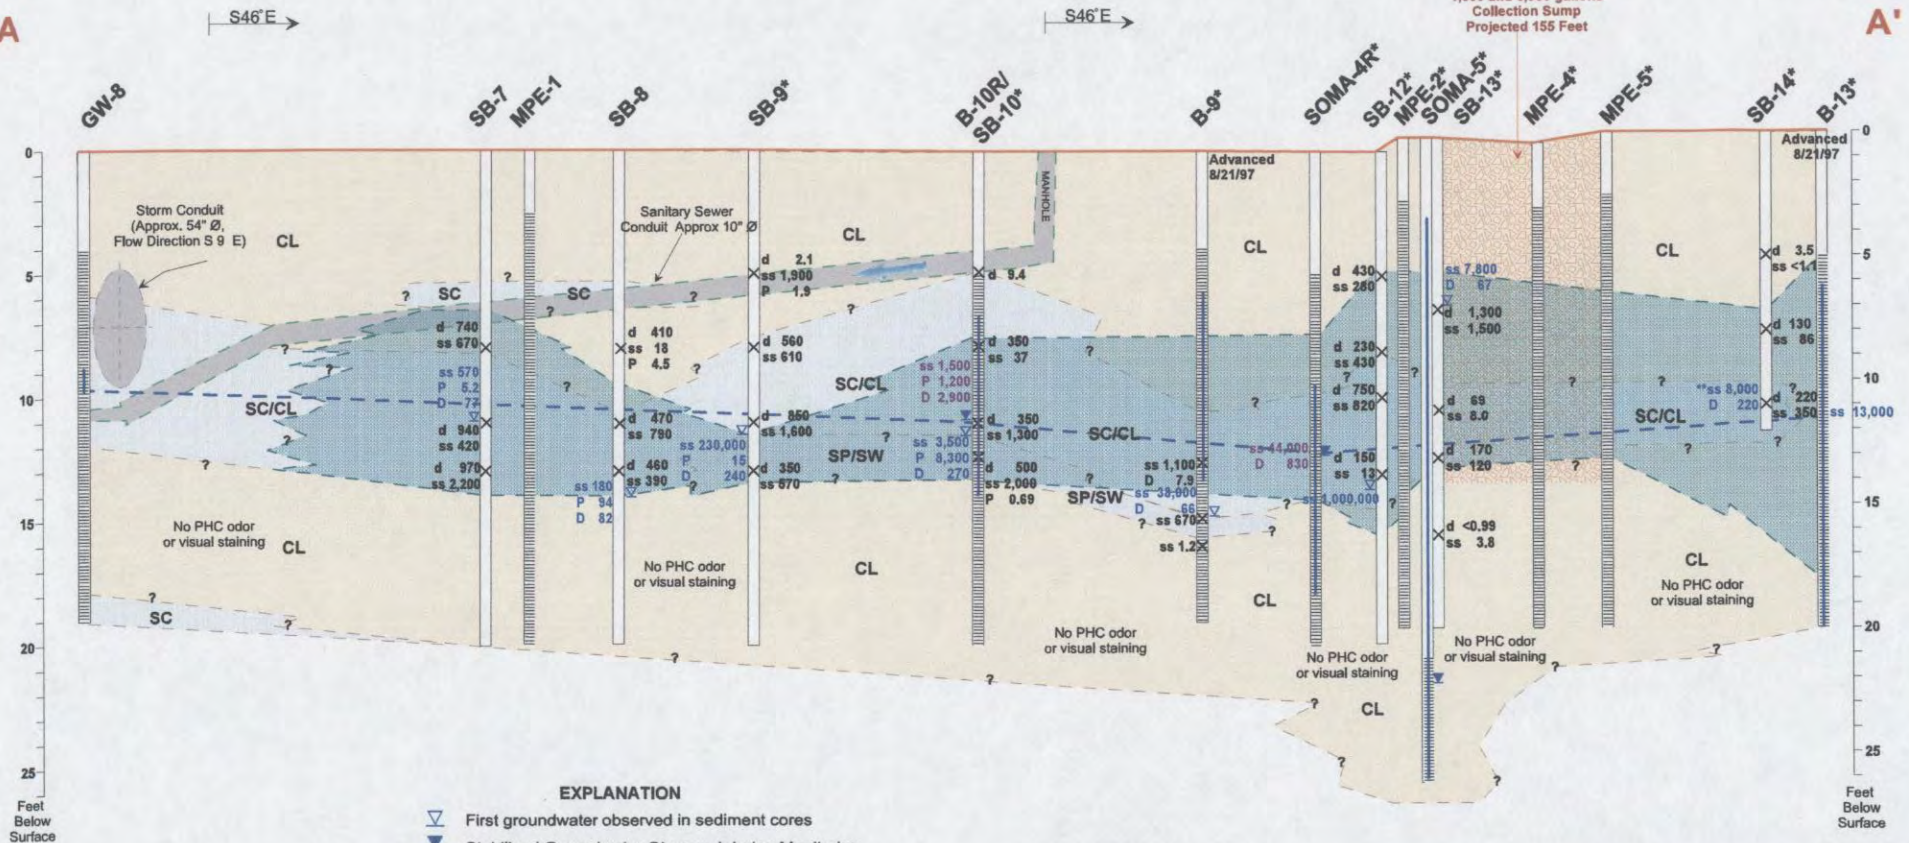 S46°E
S46°E
Collection Sump
Projected 155 Feet
A
A'
GW-8
SB-7
MPE-1
SB-8
SB-9*
B-10R/
SB-10*
B-9*
SOMA-4R*
SB-12*
MPE-2*
SOMA-5*
SB-13*
MPE-4*
MPE-5*
SB-14*
B-13*
0
5
10
15
20
25
Feet
Below
Surface
Storm Conduit
(Approx. 54" Ø,
Flow Direction S 9 E)
CL
SC/CL
No PHC odor
or visual staining
CL
?
SC
?
?
SC
?
SC
?
?
?
?
?
?
d 740
ss 670
ss 570
P 5.2
D 77
d 940
ss 420
d 970
ss 2,200
Sanitary Sewer
Conduit Approx 10" Ø
?
?
d 410
ss 18
P 4.5
d 470
ss 790
d 460
ss 390
ss 180
P 94
D 82
No PHC odor
or visual staining
?
d 2.1
ss 1,900
P 1.9
d 560
ss 610
d 850
ss 1,600
ss 230,000
P 15
D 240
d 350
ss 670
CL
?
?
SC/CL
?
SP/SW
?
?
CL
MANHOLE
d 9.4
d 350
ss 37
ss 1,500
P 1,200
D 2,900
d 350
ss 1,300
ss 3,500
P 8,300
D 270
d 500
ss 2,000
P 0.69
?
?
SC/CL
?
SP/SW
?
No PHC odor
or visual staining
Advanced
8/21/97
CL
?
ss 1,100
D 7.9
ss 38,000
D 66
ss 670
ss 1.2
?
?
CL
ss 44,000
D 830
ss 1,000,000
d 430
ss 280
d 230
ss 430
?
d 750
ss 820
d 150
ss 13
?
No PHC odor
or visual staining
?
CL
?
?
?
ss 7,800
D 67
d 1,300
ss 1,500
d 69
ss 8.0
d 170
ss 120
d <0.99
ss 3.8
No PHC odor
or visual staining
?
?
?
?
CL
SC/CL
?
d 3.5
ss <1.1
d 130
ss 86
**ss 8,000
D 220
?
d 220
ss 350
?
CL
No PHC odor
or visual staining
?
Advanced
8/21/97
ss 13,000
0
5
10
15
20
25
Feet
Below
Surface
EXPLANATION
First groundwater observed in sediment cores